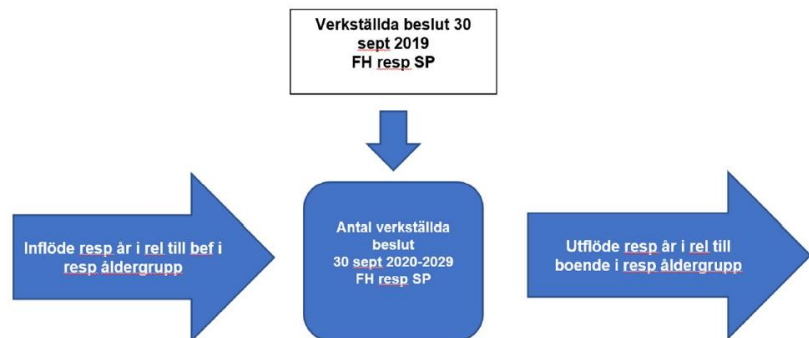 Verkställda beslut 30
sept 2019
FH resp SP
Inflöde resp år i rel till bef i
resp åldergrupp
Antal verkställda
beslut
30 sept 2020-2029
FH resp SP
Utflöde resp år i rel till
boende i resp åldergrupp